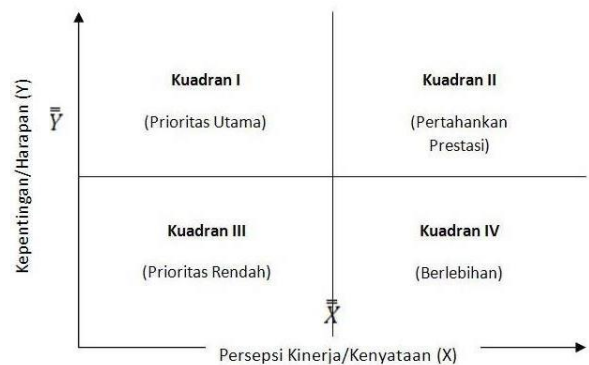 Kepentingan/Harapan (Y)
Y̿
Kuadran I
(Prioritas Utama)
Kuadran II
(Pertahankan
Prestasi)
Kuadran III
(Prioritas Rendah)
Kuadran IV
(Berlebihan)
X̿
Persepsi Kinerja/Kenyataan (X)